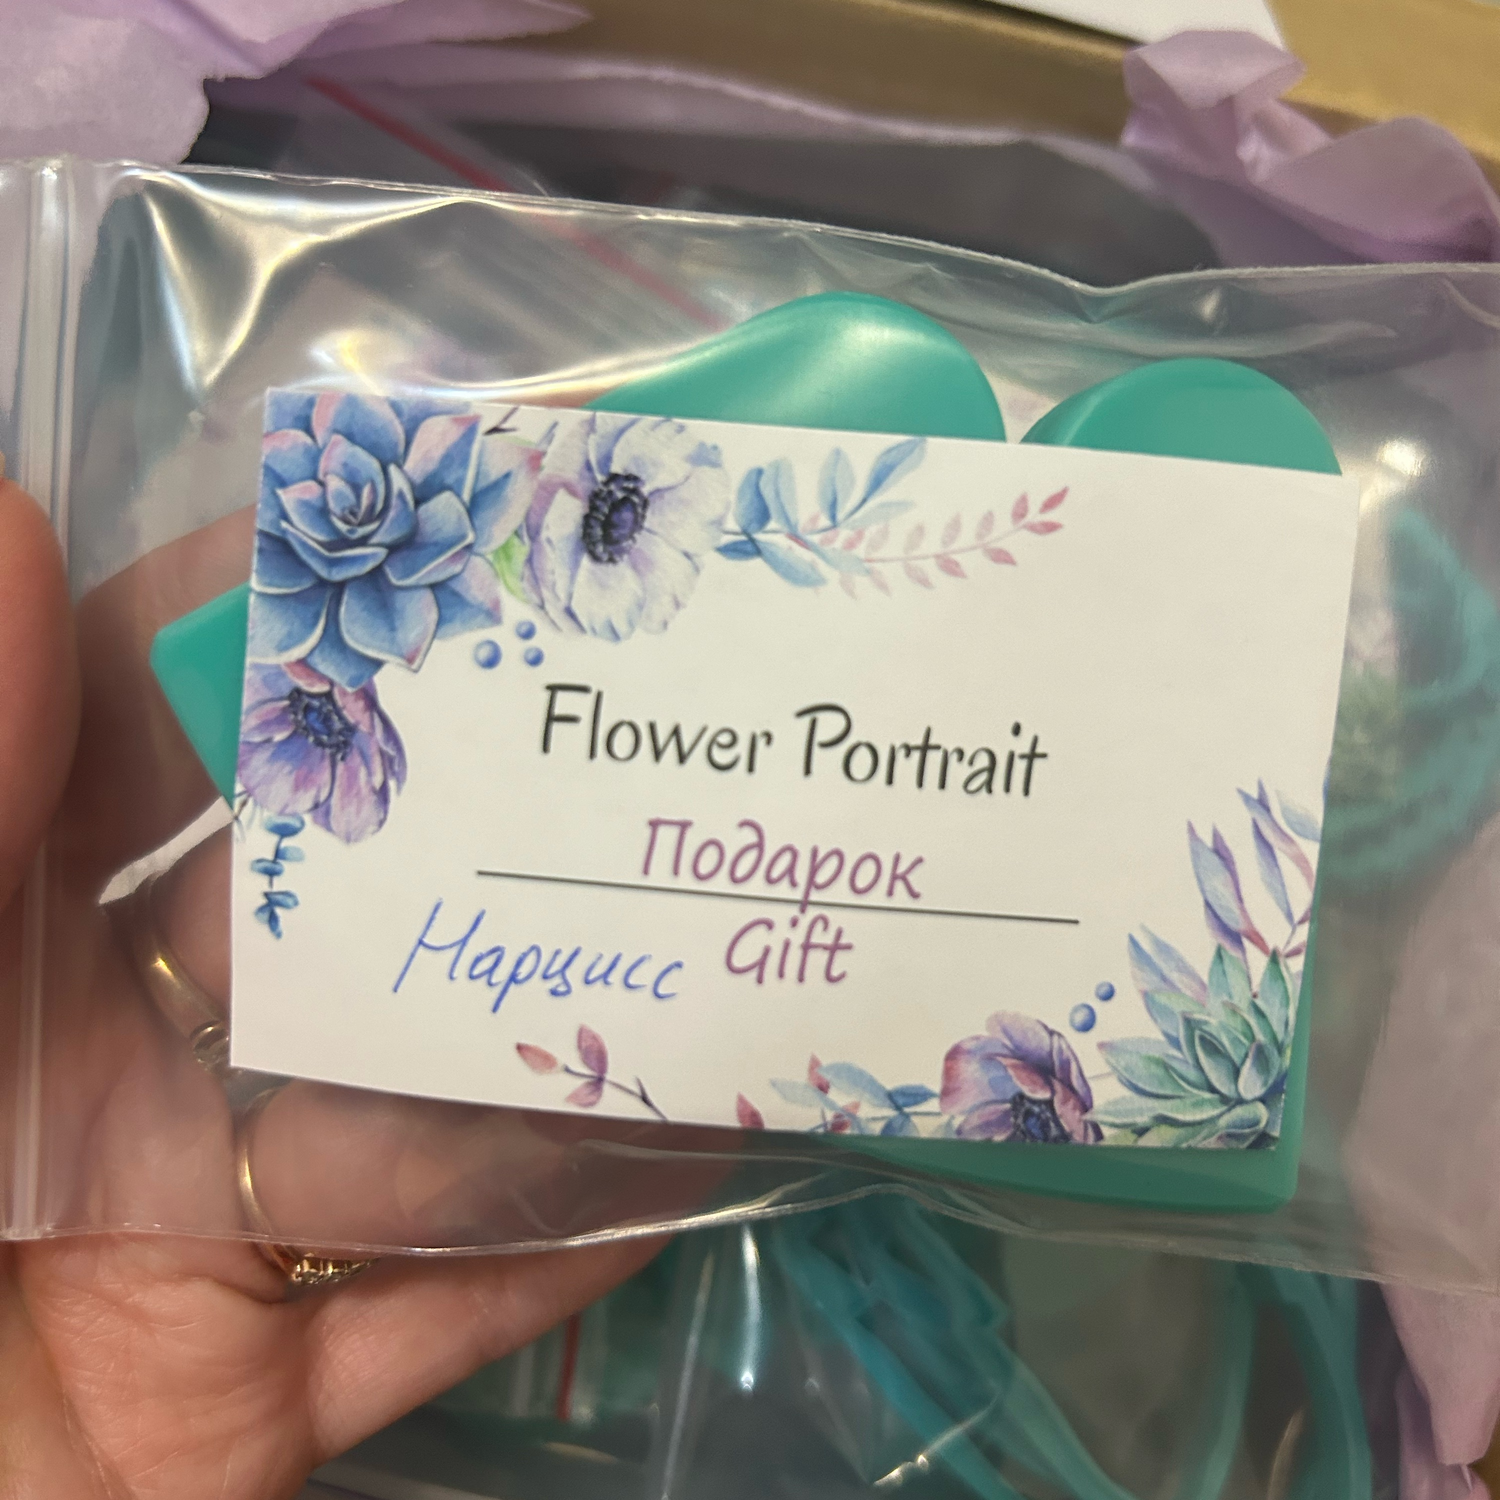 Flower Portrait
Подарок
Нарцисс Gift